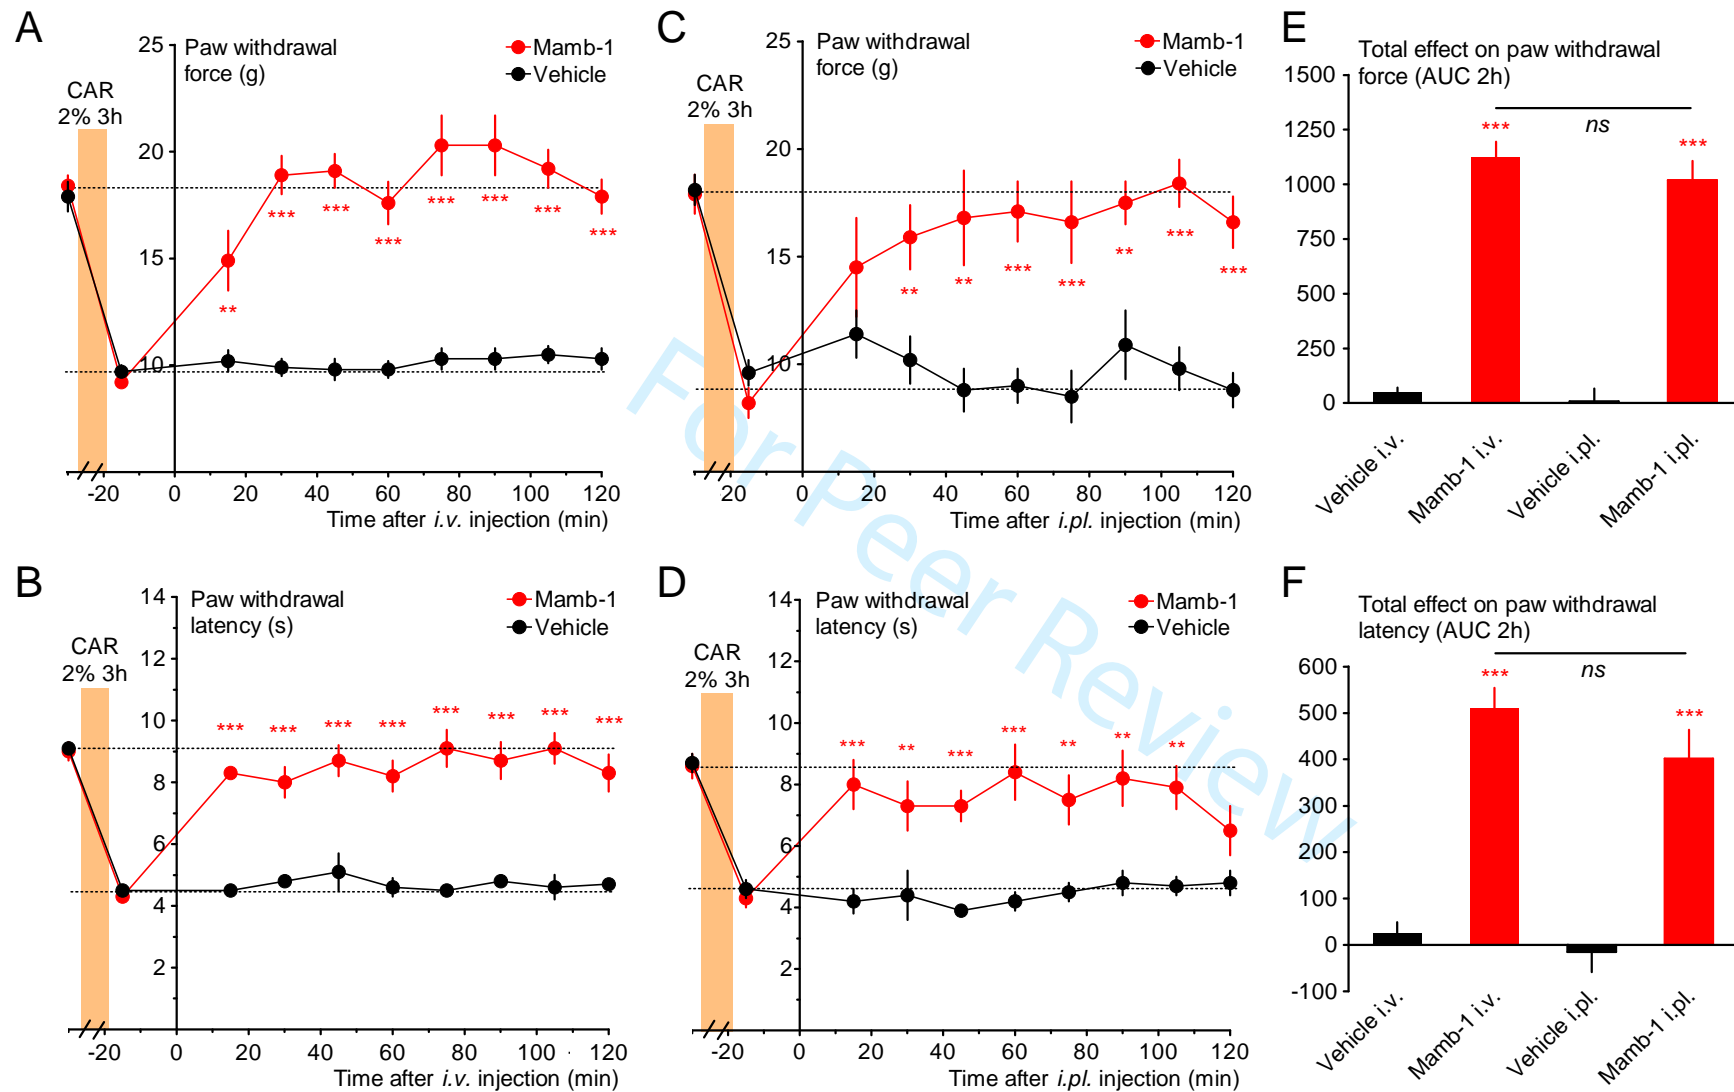 A
25
Paw withdrawal
force (g)
Mamb-1
Vehicle
CAR
2% 3h
20
***
***
***
***
***
***
***
15
**
10
-20 0 20 40 60 80 100 120
Time after i.v. injection (min)
C
25
Paw withdrawal
force (g)
Mamb-1
Vehicle
CAR
2% 3h
20
15
**
**
***
***
**
***
***
10
-20 0 20 40 60 80 100 120
Time after i.pl. injection (min)
E
Total effect on paw withdrawal
force (AUC 2h)
1500
1250
1000
750
500
250
0
***
ns
***
Vehicle i.v.
Mamb-1 i.v.
Vehicle i.pl.
Mamb-1 i.pl.
B
14
Paw withdrawal
latency (s)
Mamb-1
Vehicle
12
CAR
2% 3h
10
*** *** *** *** *** *** *** ***
8
6
4
2
-20 0 20 40 60 80 100 120
Time after i.v. injection (min)
D
14
Paw withdrawal
latency (s)
Mamb-1
Vehicle
12
CAR
2% 3h
10
*** ** *** *** ** ** **
8
6
4
2
-20 0 20 40 60 80 100 120
Time after i.pl. injection (min)
F
Total effect on paw withdrawal
latency (AUC 2h)
600
500
400
300
200
100
0
-100
***
ns
***
Vehicle i.v.
Mamb-1 i.v.
Vehicle i.pl.
Mamb-1 i.pl.
For Peer Review